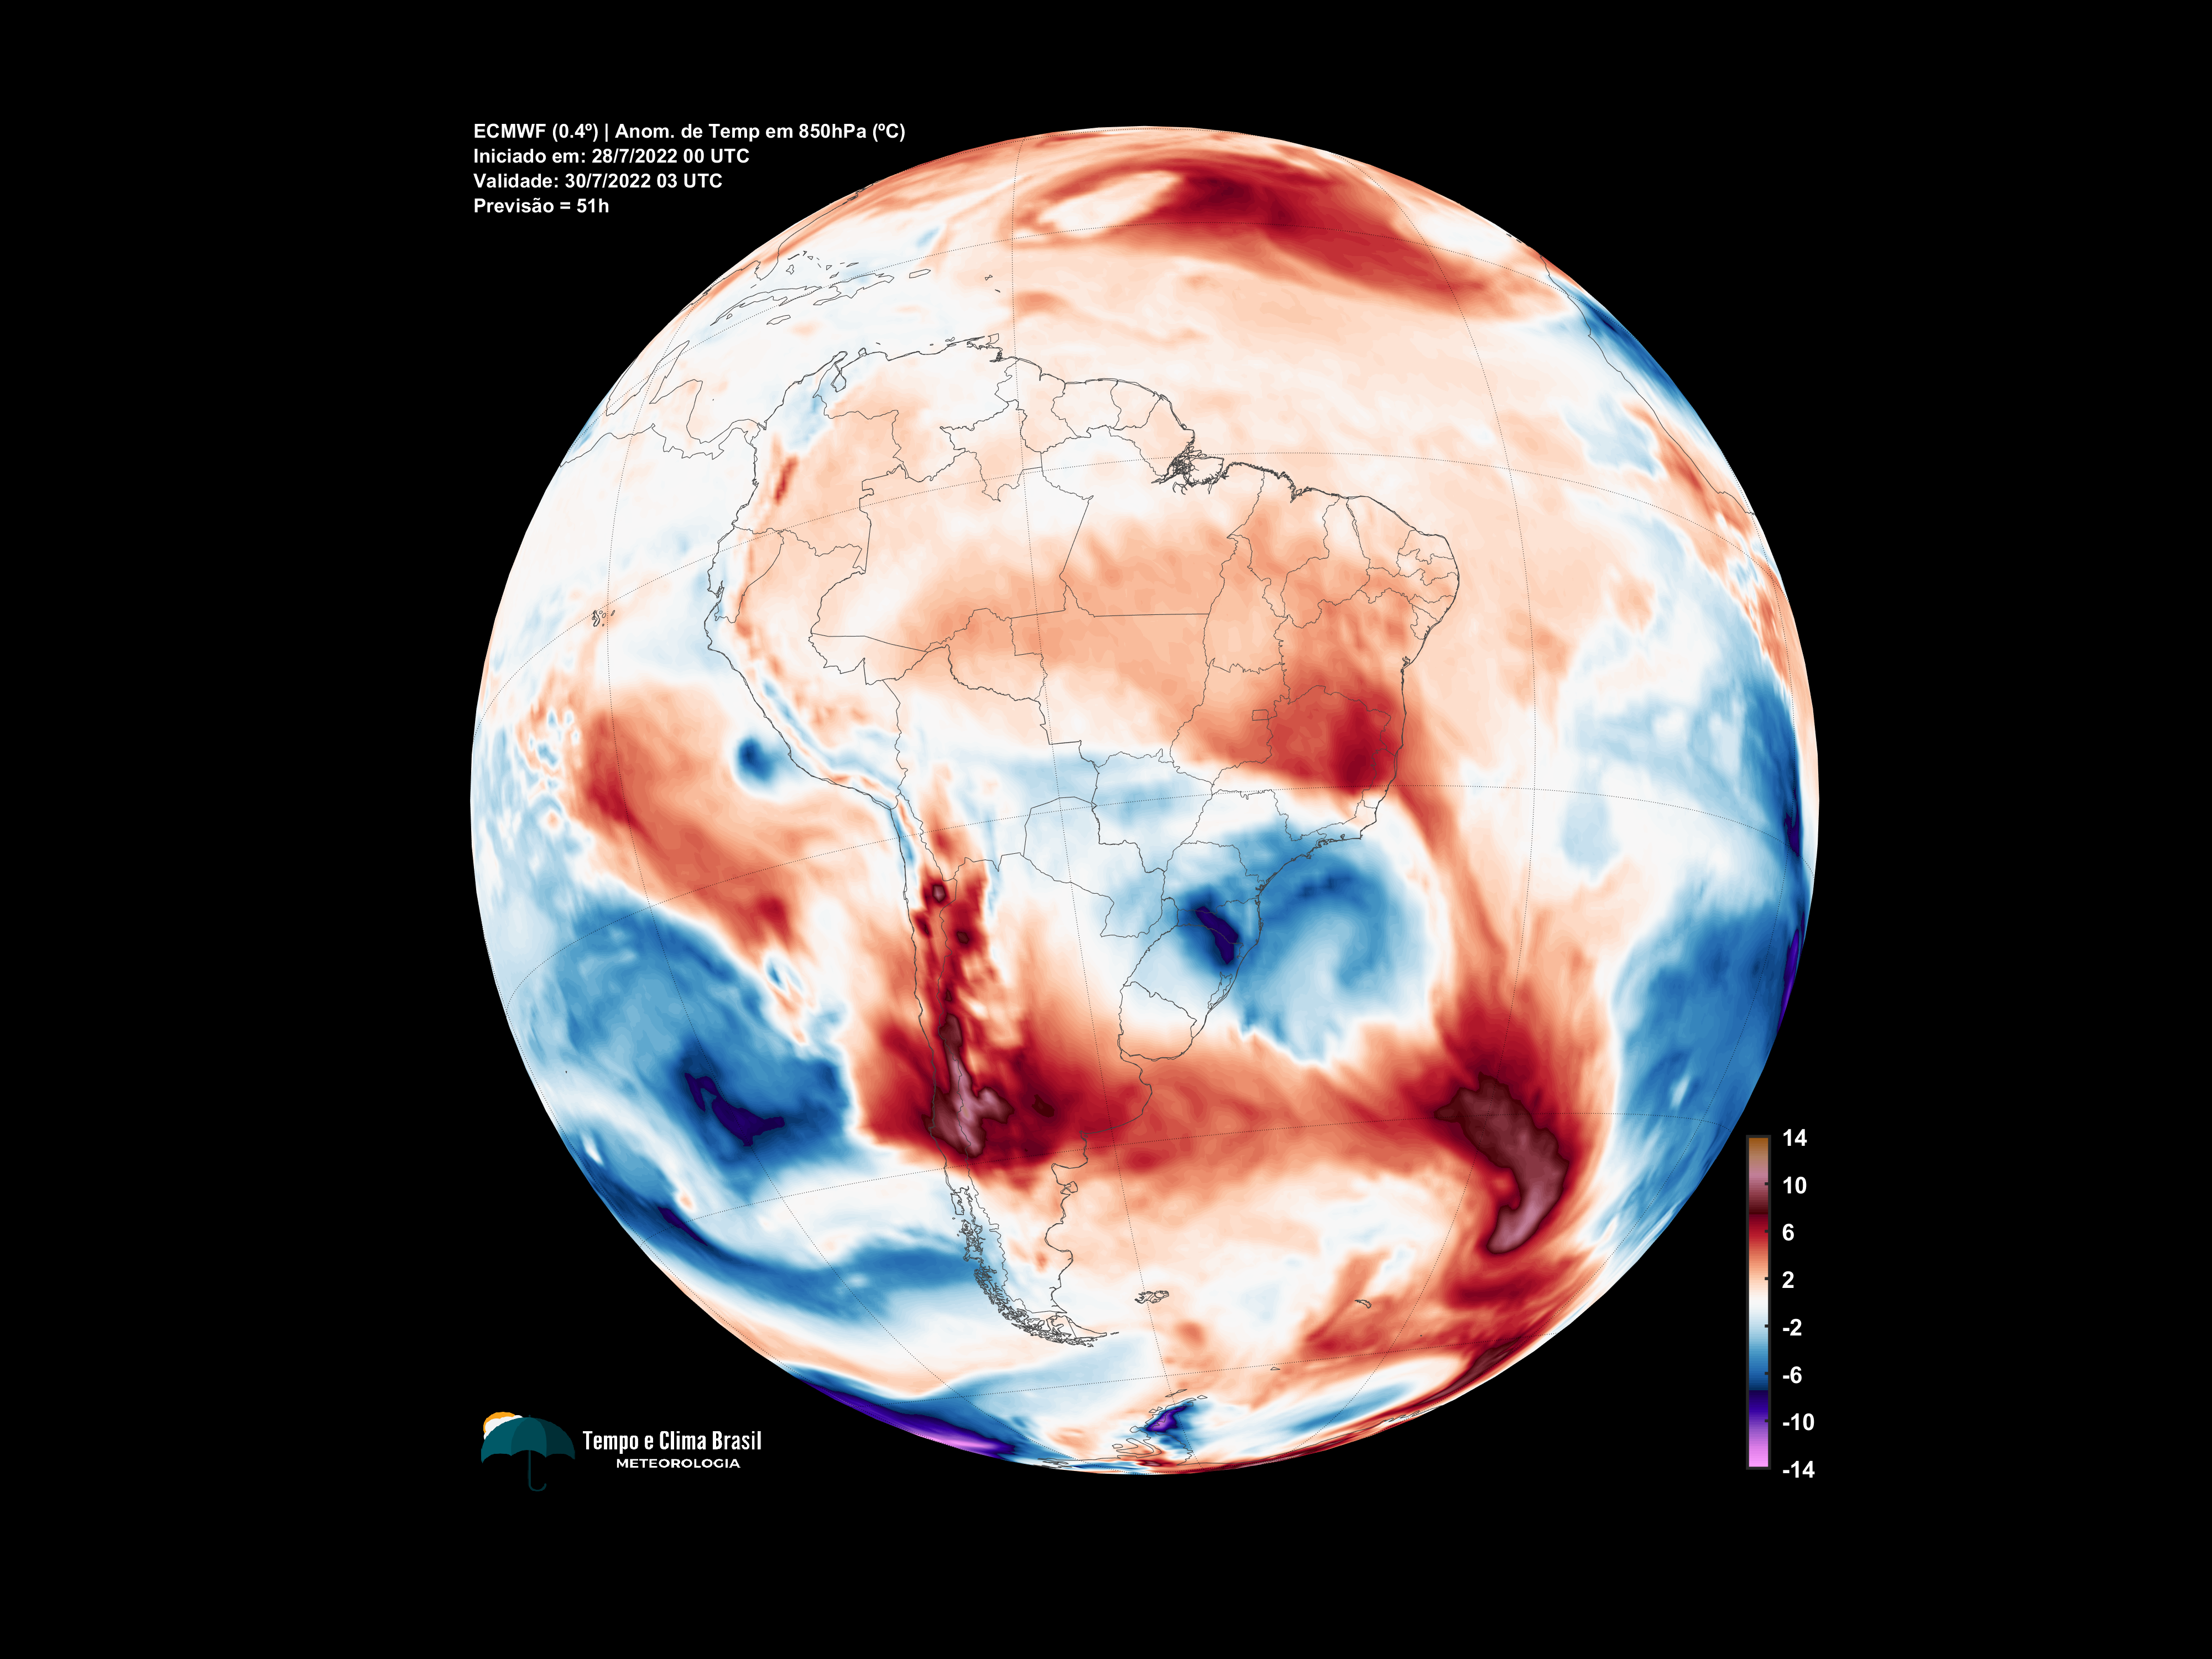 ECMWF (0.4º) | Anom. de Temp em 850hPa (ºC)
Iniciado em: 28/7/2022 00 UTC
Validade: 30/7/2022 03 UTC
Previsão = 51h
14
10
6
2
-2
-6
-10
-14
Tempo e Clima Brasil
METEOROLOGIA